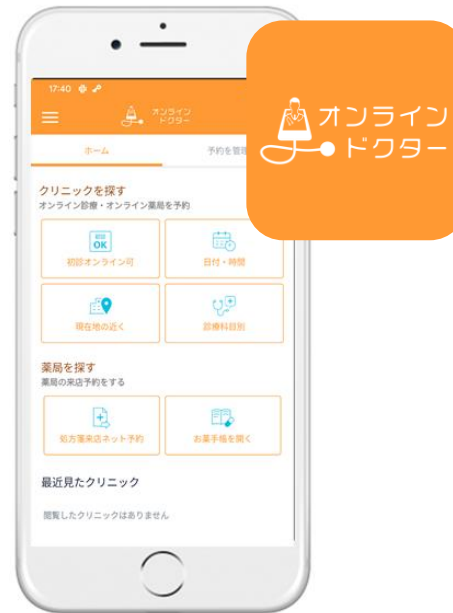 17:40
オンライン
ドクター
オンライン
ドクター
ホーム
予約を管理
クリニックを探す
オンライン診療・オンライン薬局を予約
OK
初診オンライン可
日付・時間
現在地の近く
診療科目別
薬局を探す
薬局の来店予約をする
処方箋来店ネット予約
お薬手帳を開く
最近見たクリニック
閲覧したクリニックはありません